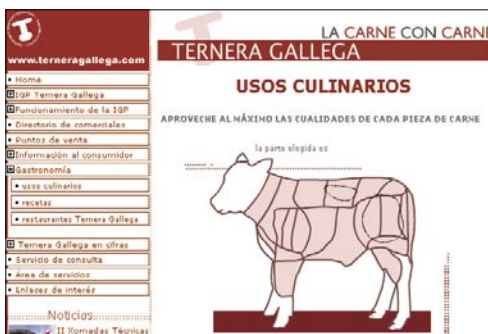 LA CARNE CON CARN
TERNERA GALLEGA
www.terneragallega.com
Home
IGP Ternera Gallega
Funcionamiento de la IGP
Directorio de comerciales
Puntos de venta
Información al consumidor
Gastronomía
usos culinarios
recetas
restaurantes Ternera Gallega
Ternera Gallega en cifras
Servicio de consulta
Área de servicios
Enlaces de interés
Noticias
II Xornadas Técnicas
USOS CULINARIOS
APROVECHE AL MÁXIMO LAS CUALIDADES DE CADA PIEZA DE CARNE
la parte elegida es